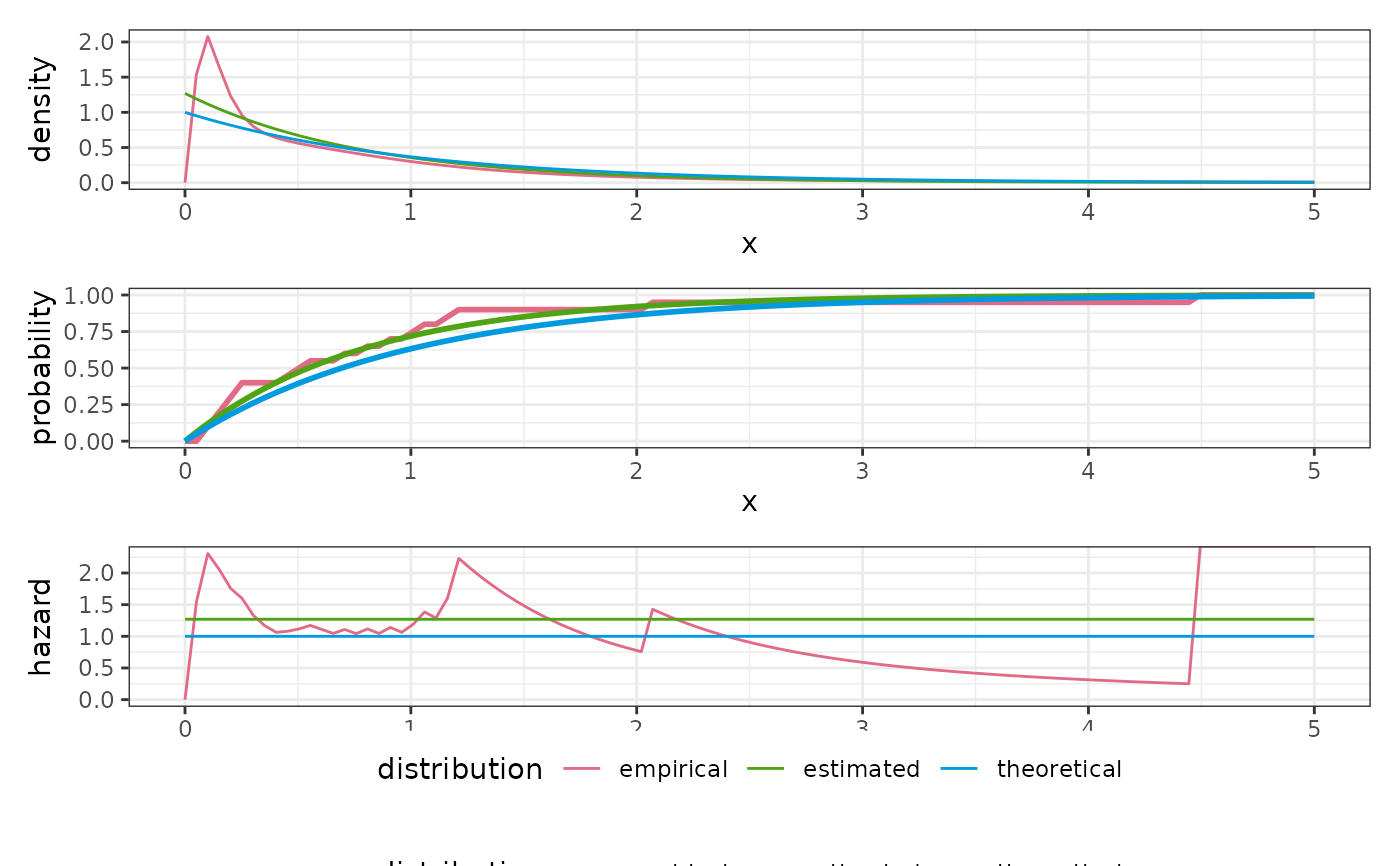 density
2.0
1.5
1.0
0.5
0.0
0 1 2 3 4 5
x
probability
1.00
0.75
0.50
0.25
0.00
0 1 2 3 4 5
x
hazard
2.0
1.5
1.0
0.5
0.0
0 1 2 3 4 5
distribution empirical estimated theoretical